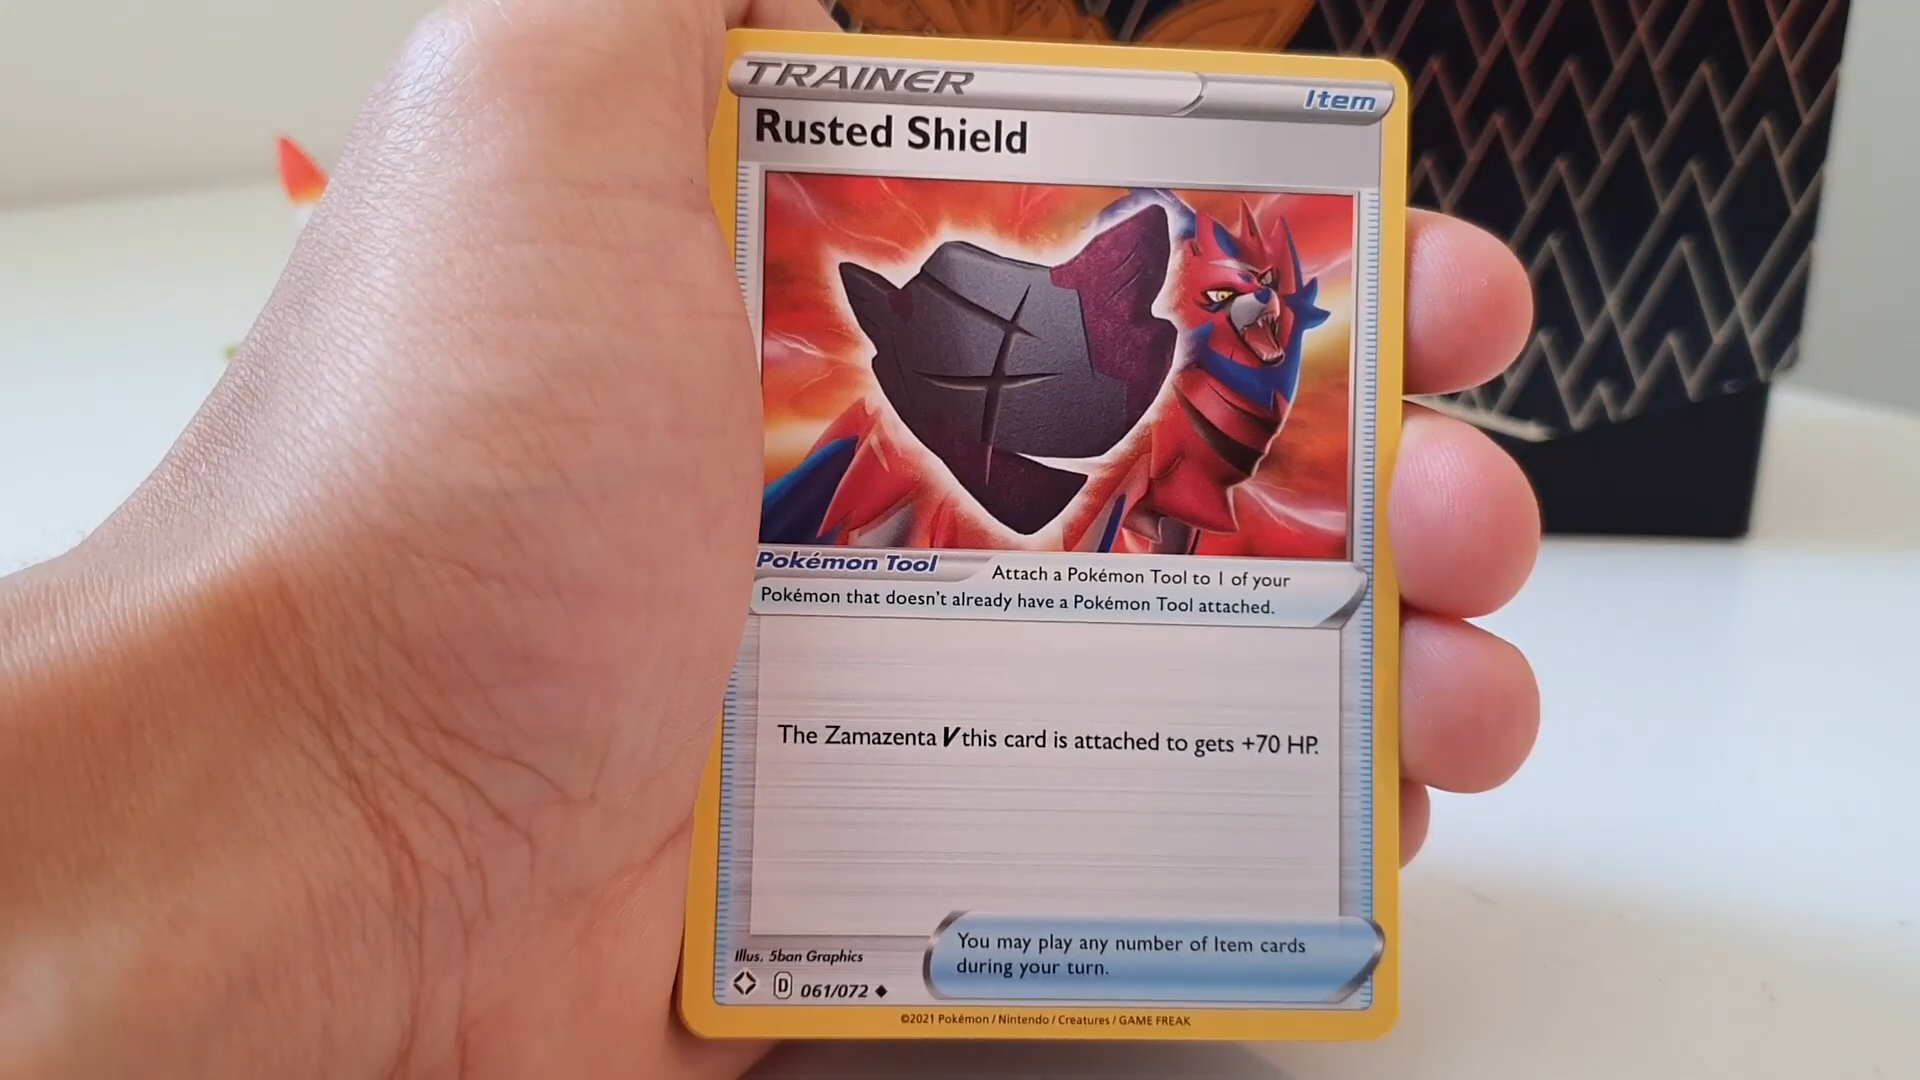 TRAINER
Item
Rusted Shield
Pokémon Tool
Attach a Pokémon Tool to 1 of your
Pokémon that doesn't already have a Pokémon Tool attached.
The Zamazenta V this card is attached to gets +70 HP.
You may play any number of Item cards
during your turn.
Illus. 5ban Graphics
D 061/072
©2021 Pokémon / Nintendo / Creatures / GAME FREAK